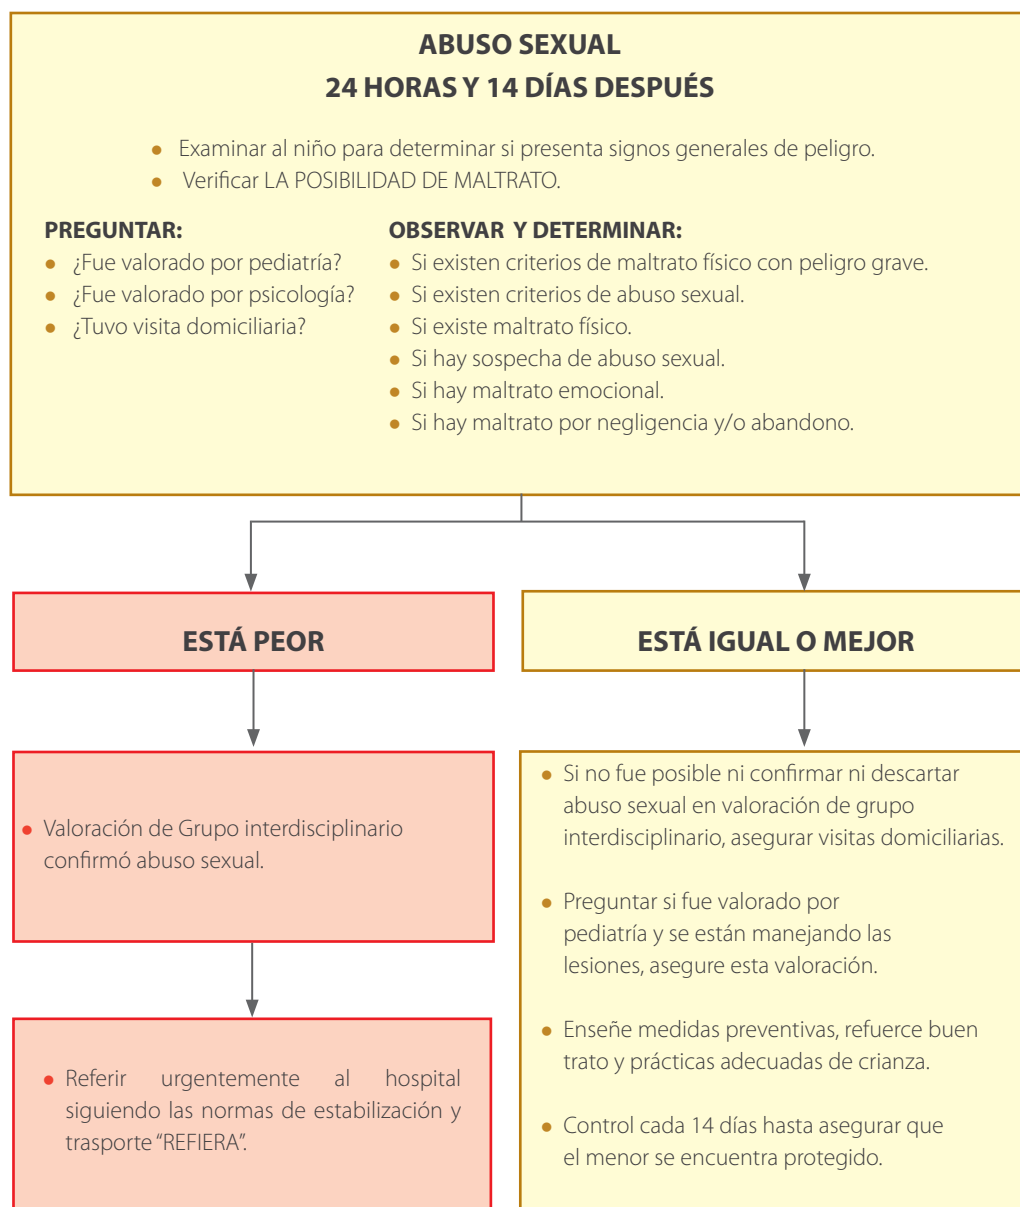 ABUSO SEXUAL
24 HORAS Y 14 DÍAS DESPUÉS
● Examinar al niño para determinar si presenta signos generales de peligro.
● Verificar LA POSIBILIDAD DE MALTRATO.
PREGUNTAR:
● ¿Fue valorado por pediatría?
● ¿Fue valorado por psicología?
● ¿Tuvo visita domiciliaria?
OBSERVAR Y DETERMINAR:
● Si existen criterios de maltrato físico con peligro grave.
● Si existen criterios de abuso sexual.
● Si existe maltrato físico.
● Si hay sospecha de abuso sexual.
● Si hay maltrato emocional.
● Si hay maltrato por negligencia y/o abandono.
ESTÁ PEOR
● Valoración de Grupo interdisciplinario
confirmó abuso sexual.
● Referir urgentemente al hospital
siguiendo las normas de estabilización y
trasporte “REFIERA”.
ESTÁ IGUAL O MEJOR
● Si no fue posible ni confirmar ni descartar
abuso sexual en valoración de grupo
interdisciplinario, asegurar visitas domiciliarias.
● Preguntar si fue valorado por
pediatría y se están manejando las
lesiones, asegure esta valoración.
● Enseñe medidas preventivas, refuerce buen
trato y prácticas adecuadas de crianza.
● Control cada 14 días hasta asegurar que
el menor se encuentra protegido.